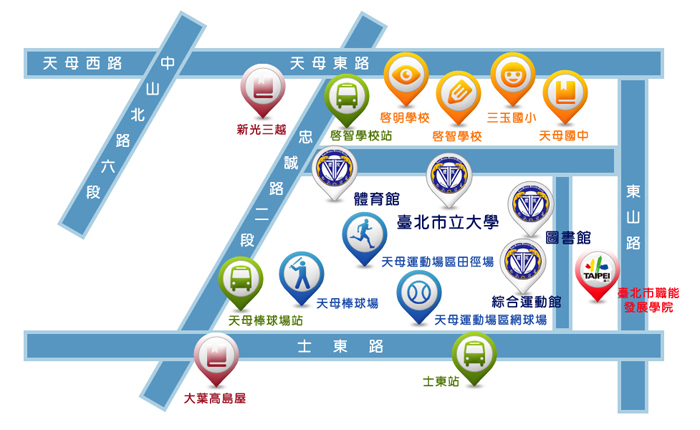 天母西路
中山北路六段
天母東路
新光三越
啓智學校站
啓明學校
啓智學校
三玉國小
天母國中
忠誠路二段
體育館
臺北市立大學
圖書館
東山路
天母運動場區田徑場
TAIPEI
綜合運動館
臺北市職能
發展學院
天母棒球場
天母棒球場站
天母運動場區網球場
士東路
士東站
大葉高島屋